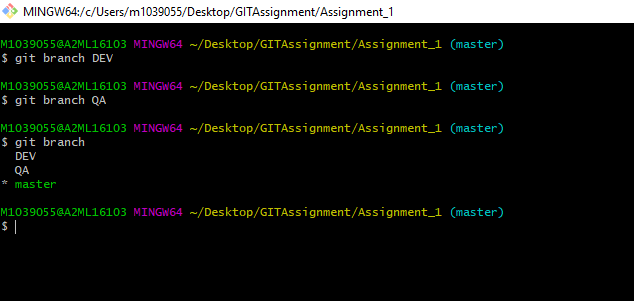 MINGW64:/c/Users/m1039055/Desktop/GITAssignment/Assignment_1
M1039055@A2ML16103 MINGW64 ~/Desktop/GITAssignment/Assignment_1 (master)
$ git branch DEV
M1039055@A2ML16103 MINGW64 ~/Desktop/GITAssignment/Assignment_1 (master)
$ git branch QA
M1039055@A2ML16103 MINGW64 ~/Desktop/GITAssignment/Assignment_1 (master)
$ git branch
  DEV
  QA
* master
M1039055@A2ML16103 MINGW64 ~/Desktop/GITAssignment/Assignment_1 (master)
$